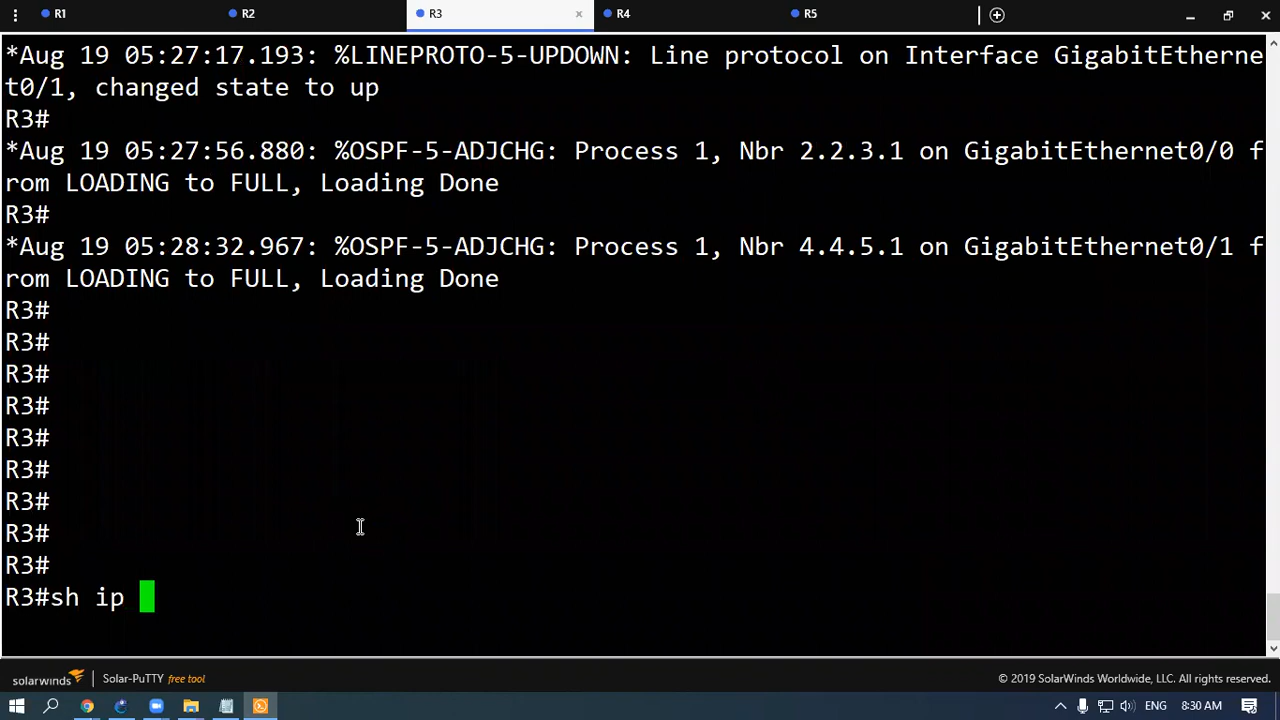 R1
R2
R3
×
R4
R5
*Aug 19 05:27:17.193: %LINEPROTO-5-UPDOWN: Line protocol on Interface GigabitEtherne
t0/1, changed state to up
R3#
*Aug 19 05:27:56.880: %OSPF-5-ADJCHG: Process 1, Nbr 2.2.3.1 on GigabitEthernet0/0 f
rom LOADING to FULL, Loading Done
R3#
*Aug 19 05:28:32.967: %OSPF-5-ADJCHG: Process 1, Nbr 4.4.5.1 on GigabitEthernet0/1 f
rom LOADING to FULL, Loading Done
R3#
R3#
R3#
R3#
R3#
R3#
R3#
R3#
R3#
R3#sh ip
solarwinds
Solar-PuTTY free tool
© 2019 SolarWinds Worldwide, LLC. All rights reserved.
ENG
8:30 AM